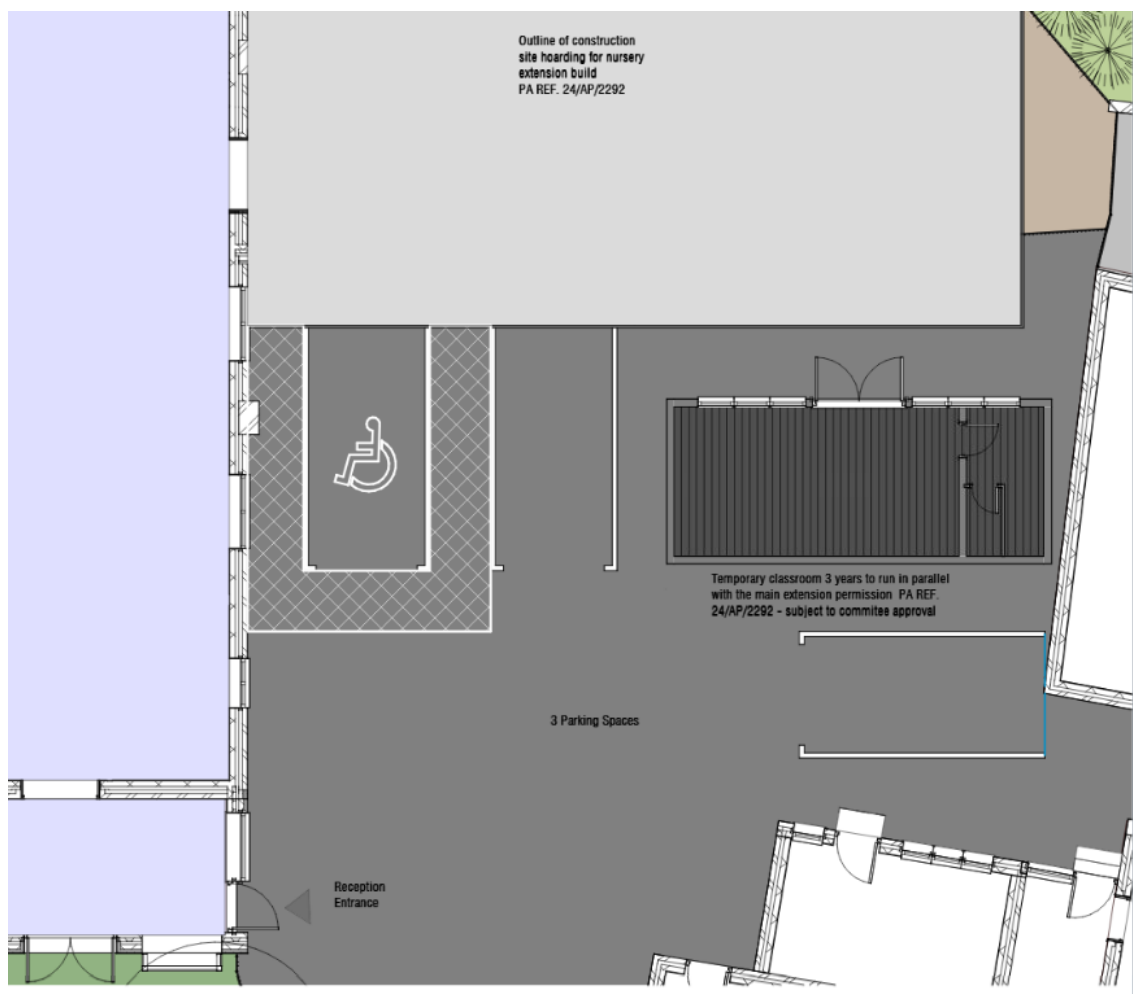 Outline of construction
site hoarding for nursery
extension build
PA REF. 24/AP/2292
Temporary classroom 3 years to run in parallel
with the main extension permission PA REF.
24/AP/2292 - subject to commitee approval
3 Parking Spaces
Reception
Entrance